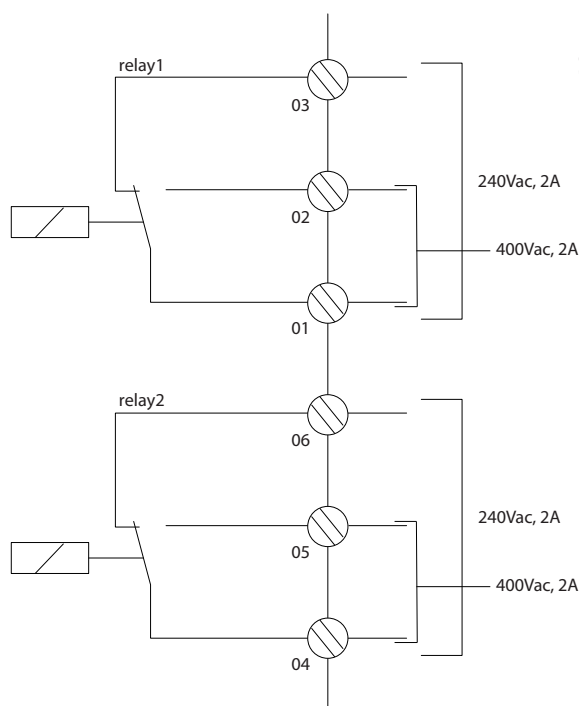 relay1
03
240Vac, 2A
02
400Vac, 2A
01
relay2
06
240Vac, 2A
05
400Vac, 2A
04